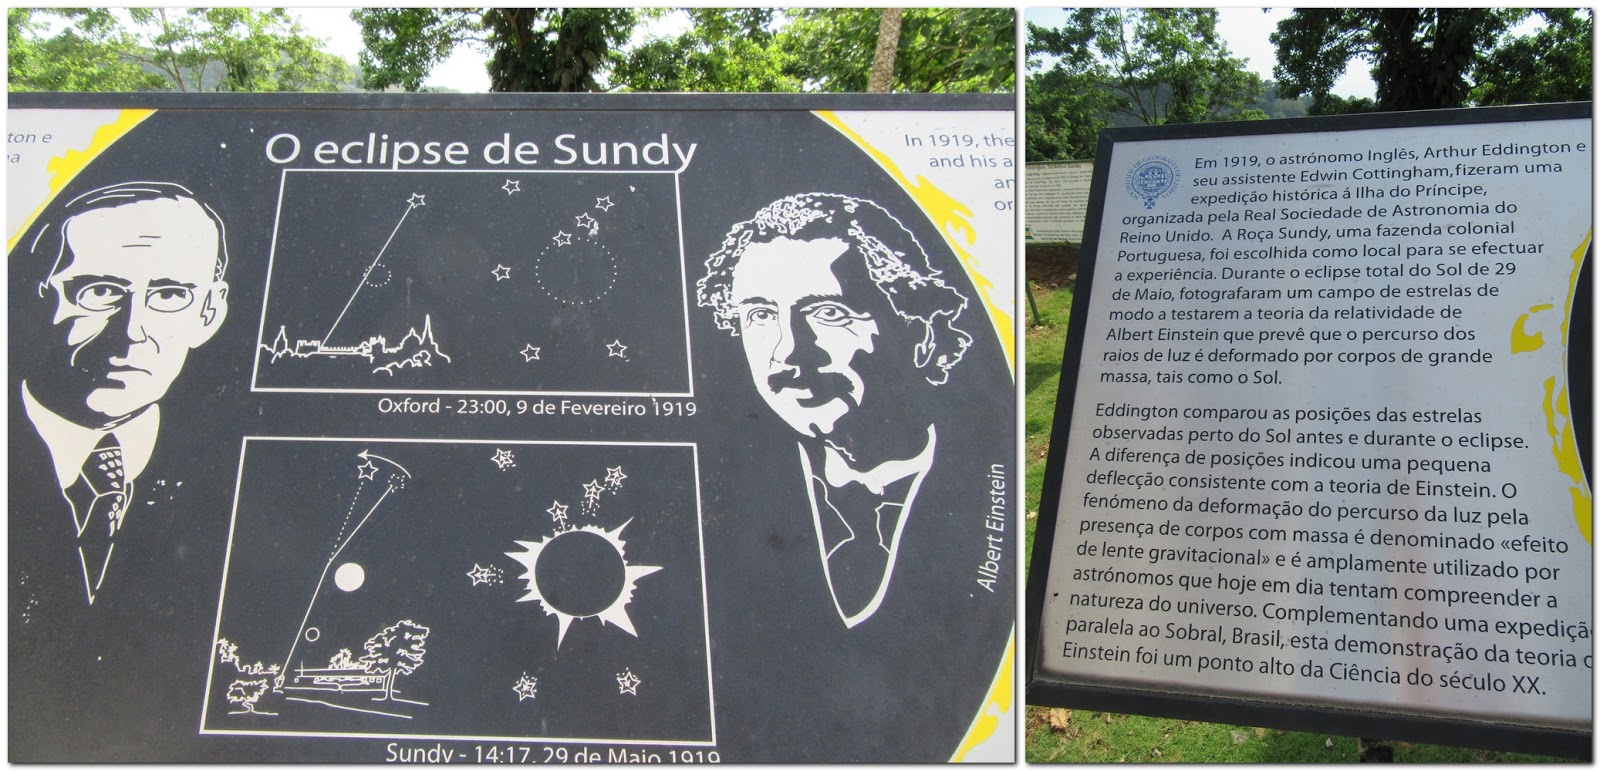 ton e
na
O eclipse de Sundy
In 1919, the
and his a
an
or
Oxford - 23:00, 9 de Fevereiro 1919
Albert Einstein
Sundy - 14:17, 29 de Maio 1919
Em 1919, o astrónomo Inglês, Arthur Eddington e
seu assistente Edwin Cottingham, fizeram uma
expedição histórica á Ilha do Príncipe,
organizada pela Real Sociedade de Astronomia do
Reino Unido. A Roça Sundy, uma fazenda colonial
Portuguesa, foi escolhida como local para se efectuar
a experiência. Durante o eclipse total do Sol de 29
de Maio, fotografaram um campo de estrelas de
modo a testarem a teoria da relatividade de
Albert Einstein que prevê que o percurso dos
raios de luz é deformado por corpos de grande
massa, tais como o Sol.
Eddington comparou as posições das estrelas
observadas perto do Sol antes e durante o eclipse.
A diferença de posições indicou uma pequena
deflecção consistente com a teoria de Einstein. O
fenómeno da deformação do percurso da luz pela
presença de corpos com massa é denominado «efeito
de lente gravitacional» e é amplamente utilizado por
astrónomos que hoje em dia tentam compreender a
natureza do universo. Complementando uma expediçã
paralela ao Sobral, Brasil, esta demonstração da teoria
Einstein foi um ponto alto da Ciência do século XX.